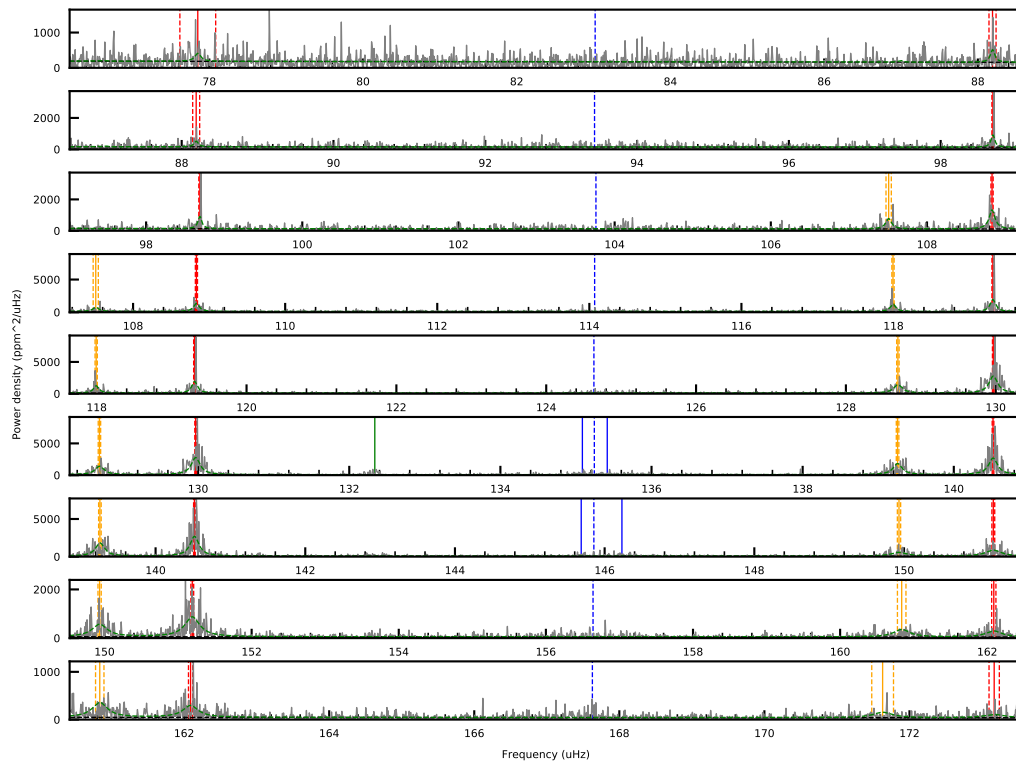 1000
0
78 80 82 84 86 88
2000
0
88 90 92 94 96 98
2000
0
98 100 102 104 106 108
5000
0
108 110 112 114 116 118
5000
0
118 120 122 124 126 128 130
Power density (ppm^2/uHz)
5000
0
130 132 134 136 138 140
5000
0
140 142 144 146 148 150
2000
0
150 152 154 156 158 160 162
1000
0
162 164 166 168 170 172
Frequency (uHz)